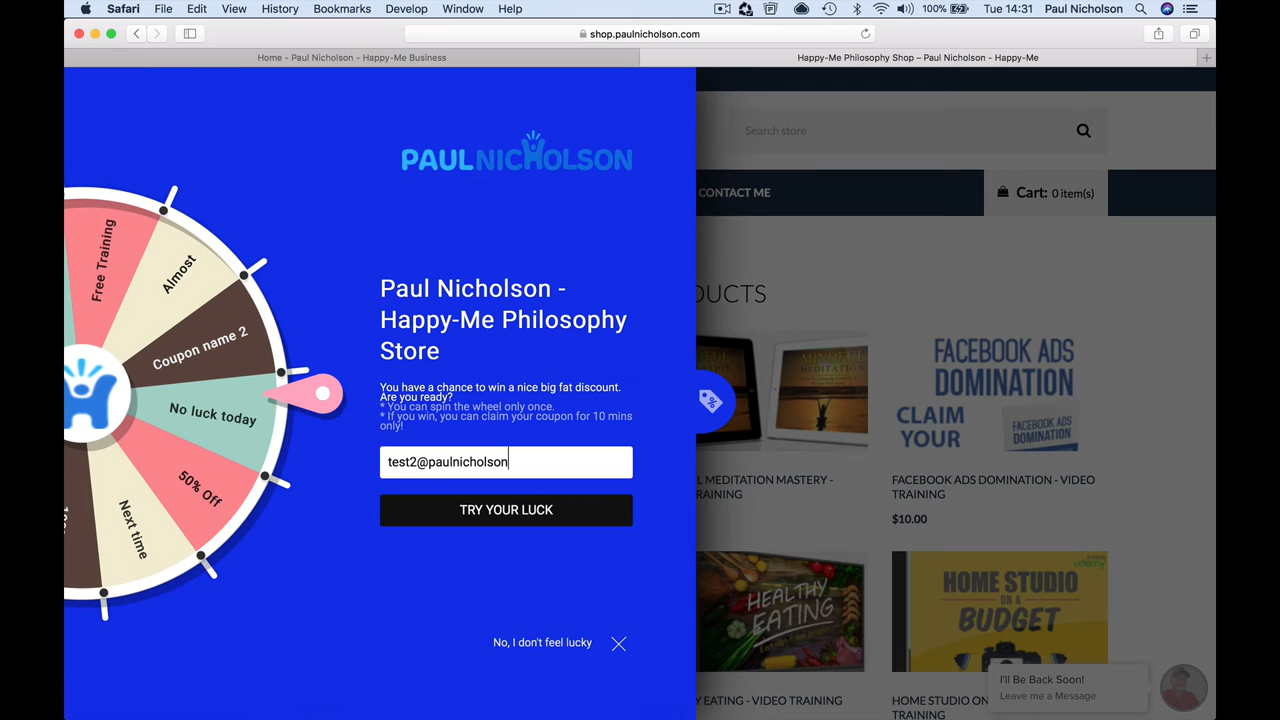 Safari File Edit View History Bookmarks Develop Window Help 100% Tue 14:31 Paul Nicholson
shop.paulnicholson.com
Home - Paul Nicholson - Happy-Me Business
Happy-Me Philosophy Shop – Paul Nicholson - Happy-Me
PAULNICHOLSON
Search store
CONTACT ME
Cart: 0 item(s)
Free Training
Almost
Coupon name 2
No luck today
50% Off
Next time
Paul Nicholson -
Happy-Me Philosophy
Store
You have a chance to win a nice big fat discount.
Are you ready?
* You can spin the wheel only once.
* If you win, you can claim your coupon for 10 mins
only!
test2@paulnicholson
TRY YOUR LUCK
No, I don't feel lucky
DUCTS
MINDFUL
MEDITATION
FACEBOOK ADS
DOMINATION
CLAIM
YOUR
FACEBOOK ADS
DOMINATION
L MEDITATION MASTERY -
RAINING
FACEBOOK ADS DOMINATION - VIDEO
TRAINING
$10.00
HEALTHY
EATING
udemy
HOME STUDIO
ON A
BUDGET
Y EATING - VIDEO TRAINING
HOME STUDIO ON
TRAINING
I'll Be Back Soon!
Leave me a Message